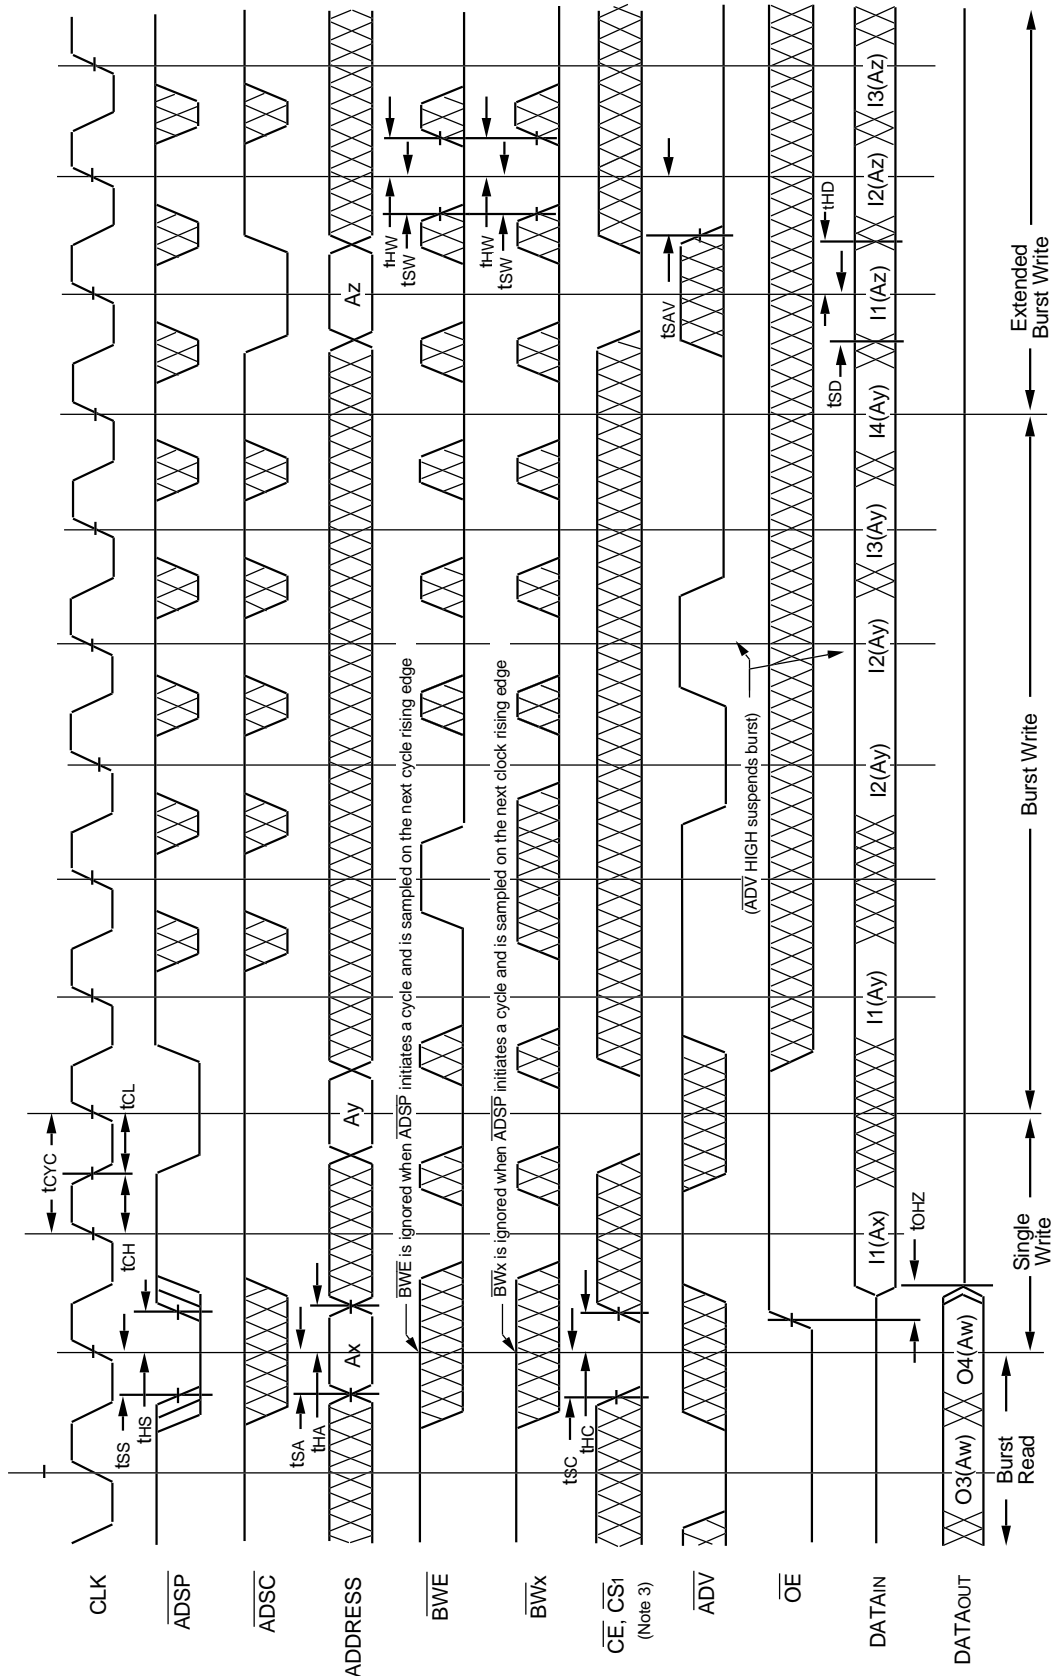 CLK
ADSP
ADSC
ADDRESS
BWE
BWx
CE, CS1
(Note 3)
ADV
OE
DATAIN
DATAOUT
tCYC
tCH
tCL
tSS
tHS
tSA
tHA
Ax
Ay
Az
BWE is ignored when ADSP initiates a cycle and is sampled on the next cycle rising edge
tHW
tSW
BWx is ignored when ADSP initiates a cycle and is sampled on the next clock rising edge
tHW
tSW
tSC
tHC
tSAV
(ADV HIGH suspends burst)
tSD
tHD
I1(Ax)
I1(Ay)
I2(Ay)
I2(Ay)
I3(Ay)
I4(Ay)
I1(Az)
I2(Az)
I3(Az)
tOHZ
O3(Aw)
O4(Aw)
Burst
Read
Single
Write
Burst Write
Extended
Burst Write